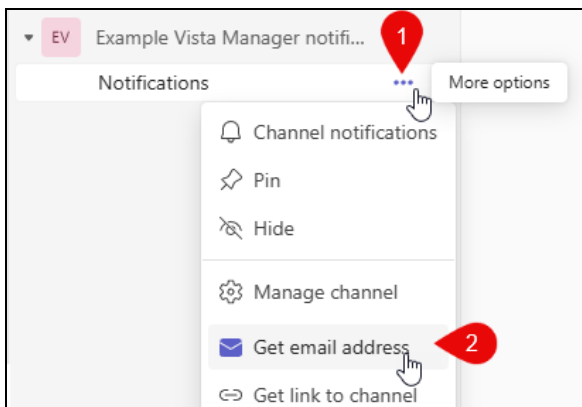 EV Example Vista Manager notifi...
1
Notifications ... More options
Channel notifications
Pin
Hide
Manage channel
Get email address 2
Get link to channel